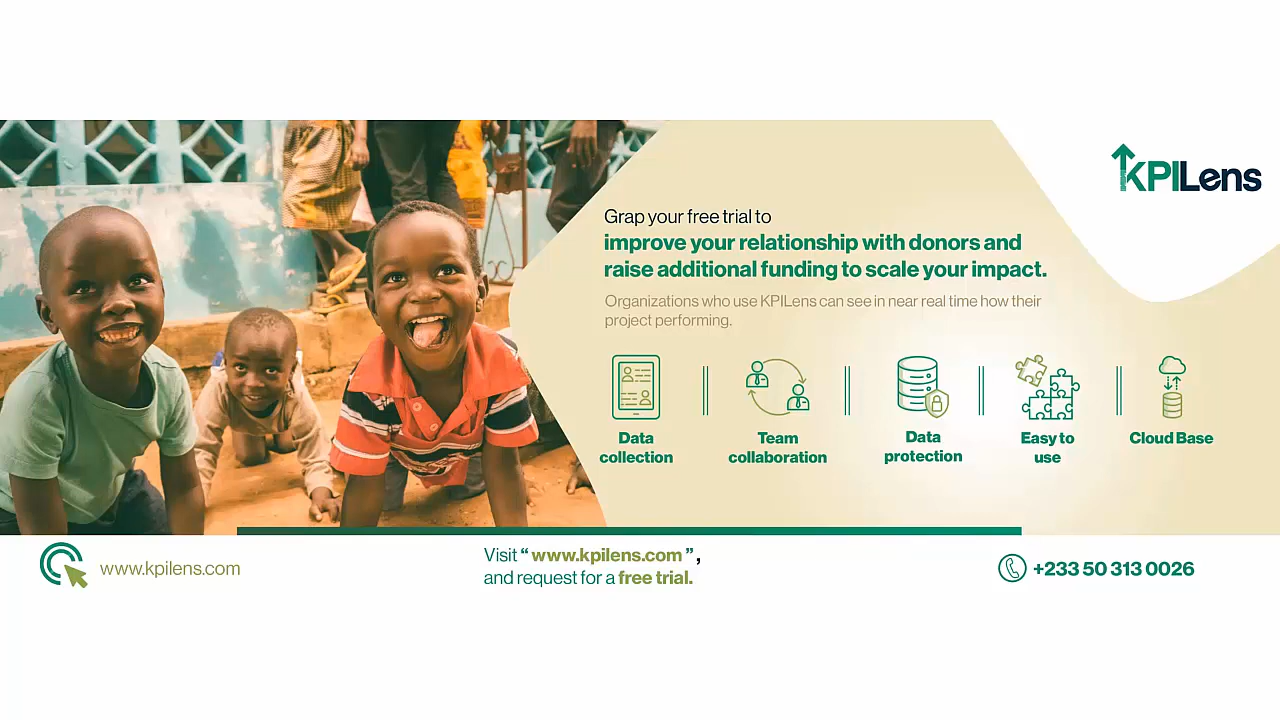 KPILens
Grap your free trial to
improve your relationship with donors and
raise additional funding to scale your impact.
Organizations who use KPILens can see in near real time how their
project performing.
Data
collection
Team
collaboration
Data
protection
Easy to
use
Cloud Base
www.kpilens.com
Visit “ www.kpilens.com ” ,
and request for a free trial.
+233 50 313 0026